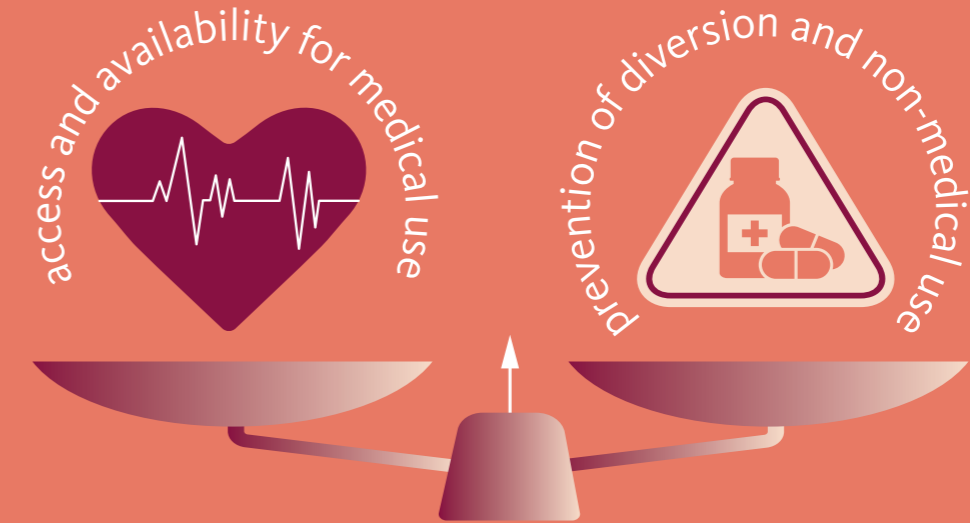 access and availability for medical use
prevention of diversion and non-medical use